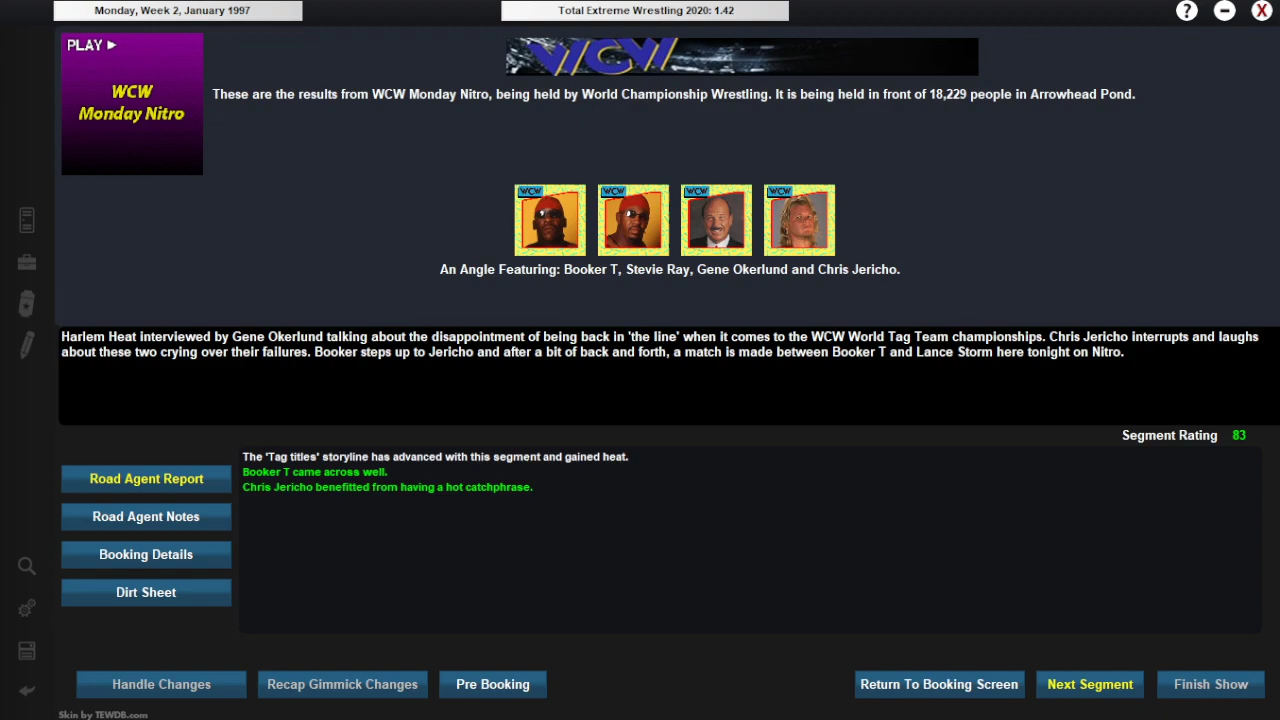 Monday, Week 2, January 1997
Total Extreme Wrestling 2020: 1.42
? − X
PLAY ►
WCW
Monday Nitro
WCW
These are the results from WCW Monday Nitro, being held by World Championship Wrestling. It is being held in front of 18,229 people in Arrowhead Pond.
WCW WCW WCW WCW
An Angle Featuring: Booker T, Stevie Ray, Gene Okerlund and Chris Jericho.
Harlem Heat interviewed by Gene Okerlund talking about the disappointment of being back in 'the line' when it comes to the WCW World Tag Team championships. Chris Jericho interrupts and laughs
about these two crying over their failures. Booker steps up to Jericho and after a bit of back and forth, a match is made between Booker T and Lance Storm here tonight on Nitro.
Segment Rating 83
The 'Tag titles' storyline has advanced with this segment and gained heat.
Booker T came across well.
Chris Jericho benefitted from having a hot catchphrase.
Road Agent Report
Road Agent Notes
Booking Details
Dirt Sheet
Handle Changes
Recap Gimmick Changes
Pre Booking
Return To Booking Screen
Next Segment
Finish Show
Skin by TEWDB.com